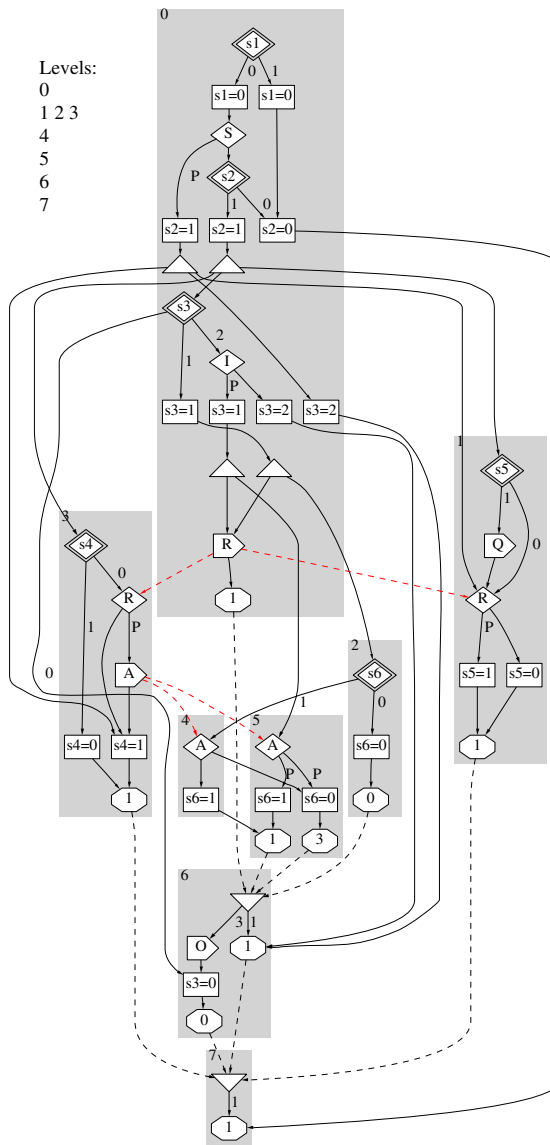 0
s1
Levels:
0
1 2 3
4
5
6
7
0 1
s1=0 s1=0
S
P s2 1 0
s2=1 s2=1 s2=0
s3
1 2 I P
s3=1 s3=1 s3=2 s3=2
1 s5
1 0
3 s4 R Q
0 R 1 R
1 P 2 P
0 A s6 s5=1 s5=0
4 A 5 A 1 0
s4=0 s4=1 s6=0 1
P P
1 s6=1 s6=1 s6=0 0
1 3
6
3 1
O 1
s3=0
0
7
1
1